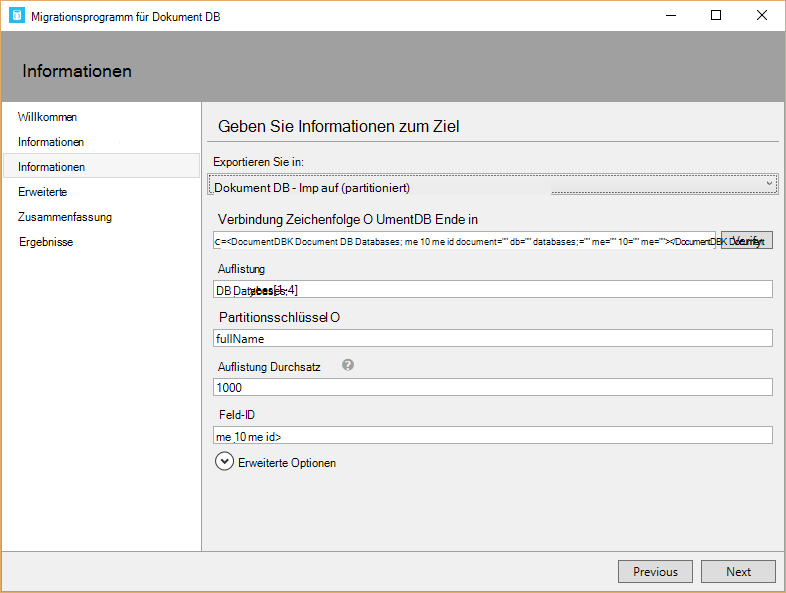 Migrationsprogramm für Dokument DB
Informationen
Willkommen
Informationen
Informationen
Erweiterte
Zusammenfassung
Ergebnisse
Geben Sie Informationen zum Ziel
Exportieren Sie in:
Dokument DB - Imp auf (partitioniert)
Verbindung Zeichenfolge O UmentDB Ende in
c=<DocumentDBK Document DB Databases; me 10 me id document="" db="" databases;="" me="" 10="" me=""></DocumentDBK Document
Verify
Auflistung
DB Databases; [1-4]
Partitionsschlüssel O
fullName
Auflistung Durchsatz ?
1000
Feld-ID
me 10 me id>
Erweiterte Optionen
Previous Next